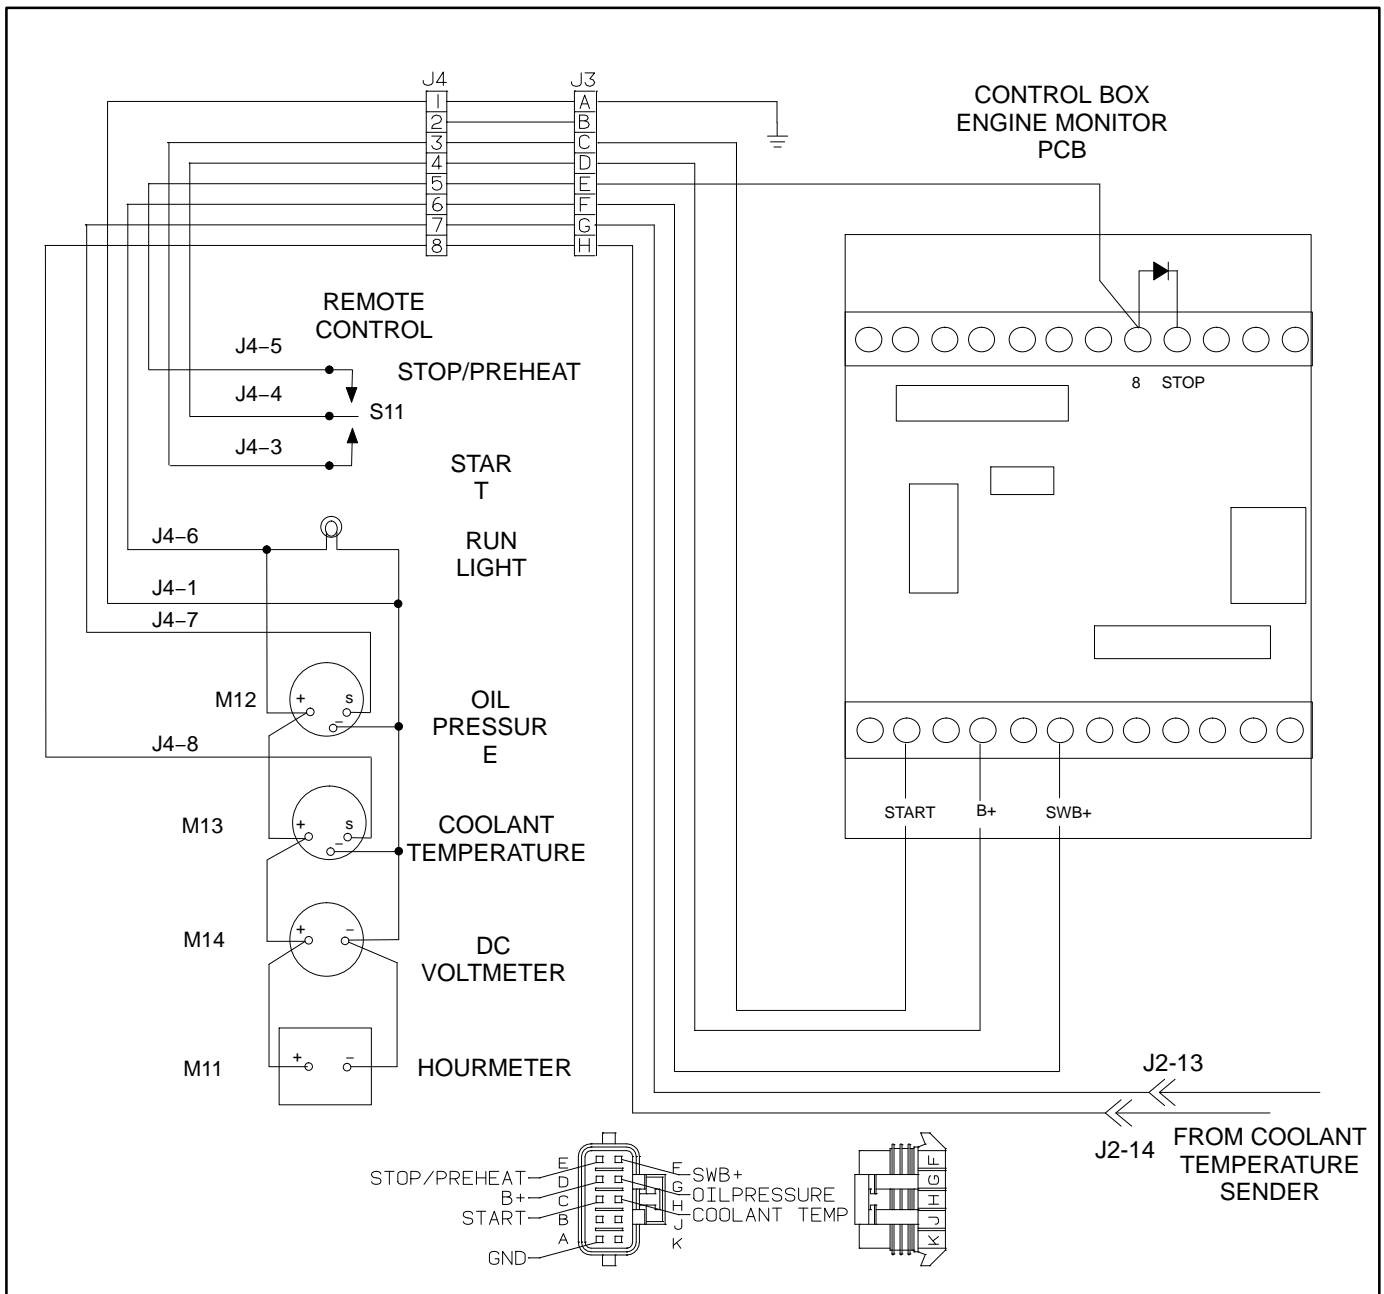 J4
J3
1
A
2
B
3
C
4
D
5
E
6
F
7
G
8
H
CONTROL BOX
ENGINE MONITOR
PCB
REMOTE
CONTROL
J4–5
STOP/PREHEAT
J4–4
S11
J4–3
STAR
T
8 STOP
J4–6
RUN
LIGHT
J4–1
J4–7
M12
+ S
–
OIL
PRESSUR
E
J4–8
M13
+ S
–
COOLANT
TEMPERATURE
START B+ SWB+
M14
+ –
DC
VOLTMETER
M11
+ –
HOURMETER
J2-13
J2-14
FROM COOLANT
TEMPERATURE
SENDER
STOP/PREHEAT
B+
START
GND
E
D
C
B
A
F
G
H
J
K
SWB+
OILPRESSURE
COOLANT TEMP
F
G
H
J
K